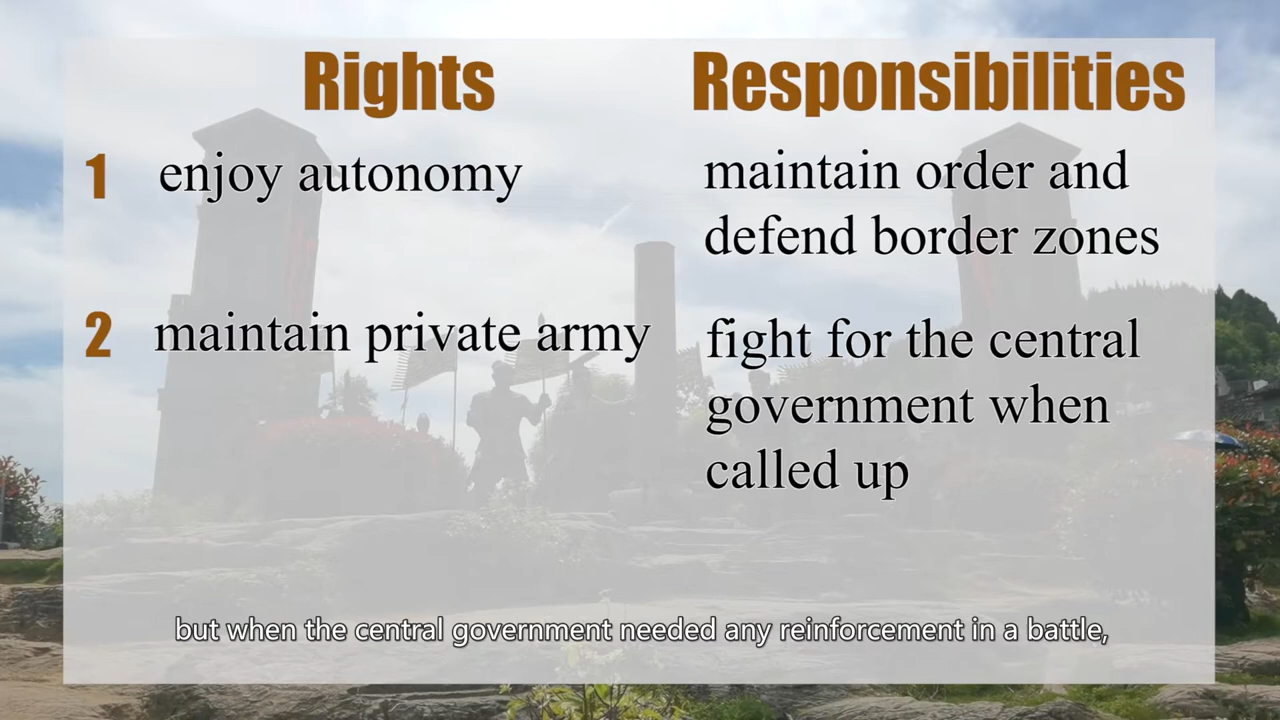 Rights Responsibilities
1 enjoy autonomy
maintain order and
defend border zones
2 maintain private army
fight for the central
government when
called up
but when the central government needed any reinforcement in a battle,